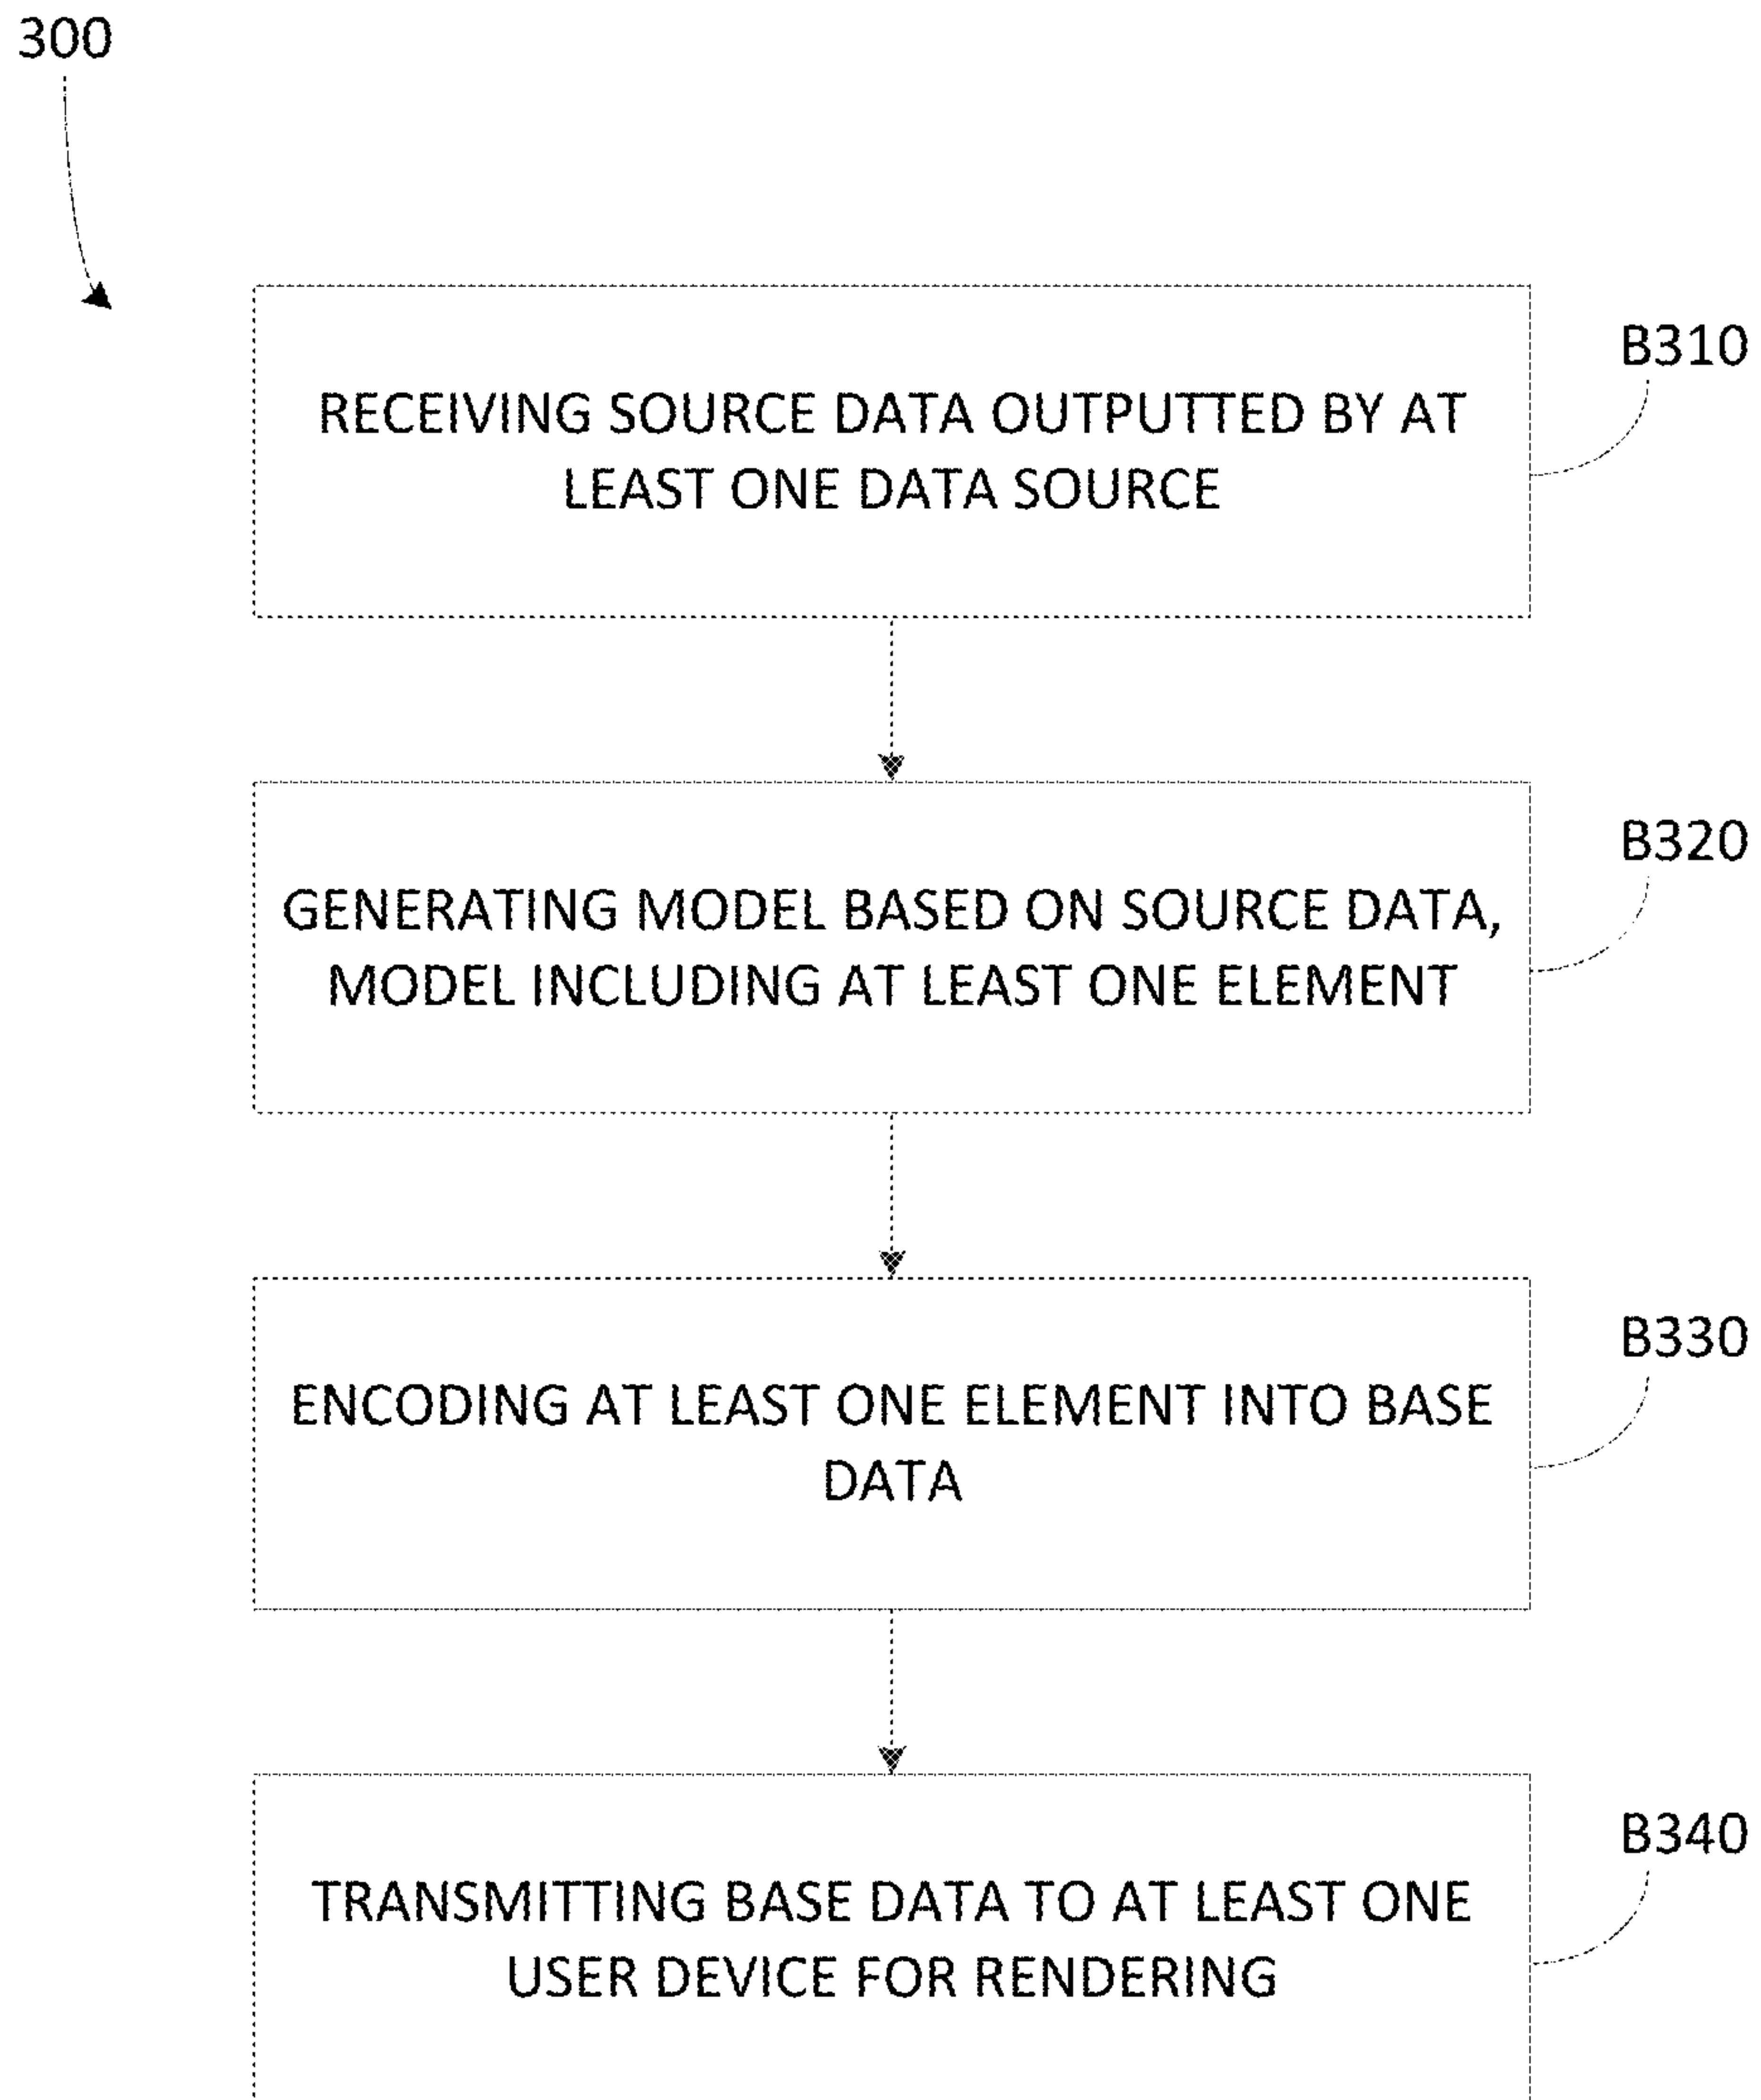 300
B310
RECEIVING SOURCE DATA OUTPUTTED BY AT
LEAST ONE DATA SOURCE
B320
GENERATING MODEL BASED ON SOURCE DATA,
MODEL INCLUDING AT LEAST ONE ELEMENT
B330
ENCODING AT LEAST ONE ELEMENT INTO BASE
DATA
B340
TRANSMITTING BASE DATA TO AT LEAST ONE
USER DEVICE FOR RENDERING